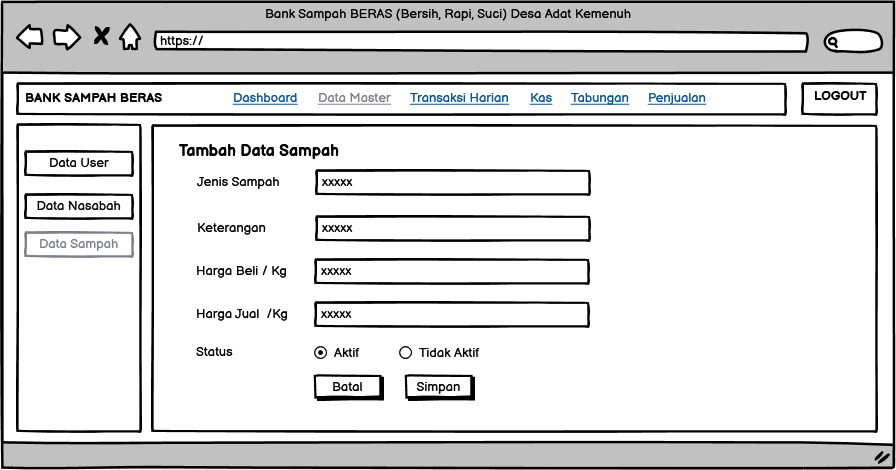 Bank Sampah BERAS (Bersih, Rapi, Suci) Desa Adat Kemenuh
https://
BANK SAMPAH BERAS Dashboard Data Master Transaksi Harian Kas Tabungan Penjualan LOGOUT
Data User
Data Nasabah
Data Sampah
Tambah Data Sampah
Jenis Sampah xxxxx
Keterangan xxxxx
Harga Beli / Kg xxxxx
Harga Jual /Kg xxxxx
Status Aktif Tidak Aktif
Batal Simpan